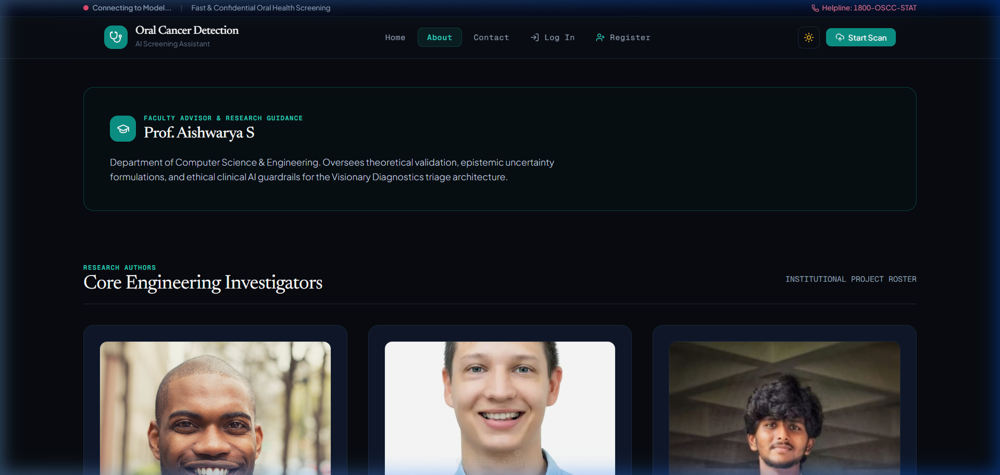 Connecting to Model...
|
Fast & Confidential Oral Health Screening
Helpline: 1800-OSCC-STAT
Oral Cancer Detection
AI Screening Assistant
Home
About
Contact
Log In
Register
Start Scan
FACULTY ADVISOR & RESEARCH GUIDANCE
Prof. Aishwarya S
Department of Computer Science & Engineering. Oversees theoretical validation, epistemic uncertainty
formulations, and ethical clinical AI guardrails for the Visionary Diagnostics triage architecture.
RESEARCH AUTHORS
Core Engineering Investigators
INSTITUTIONAL PROJECT ROSTER
dreamstime